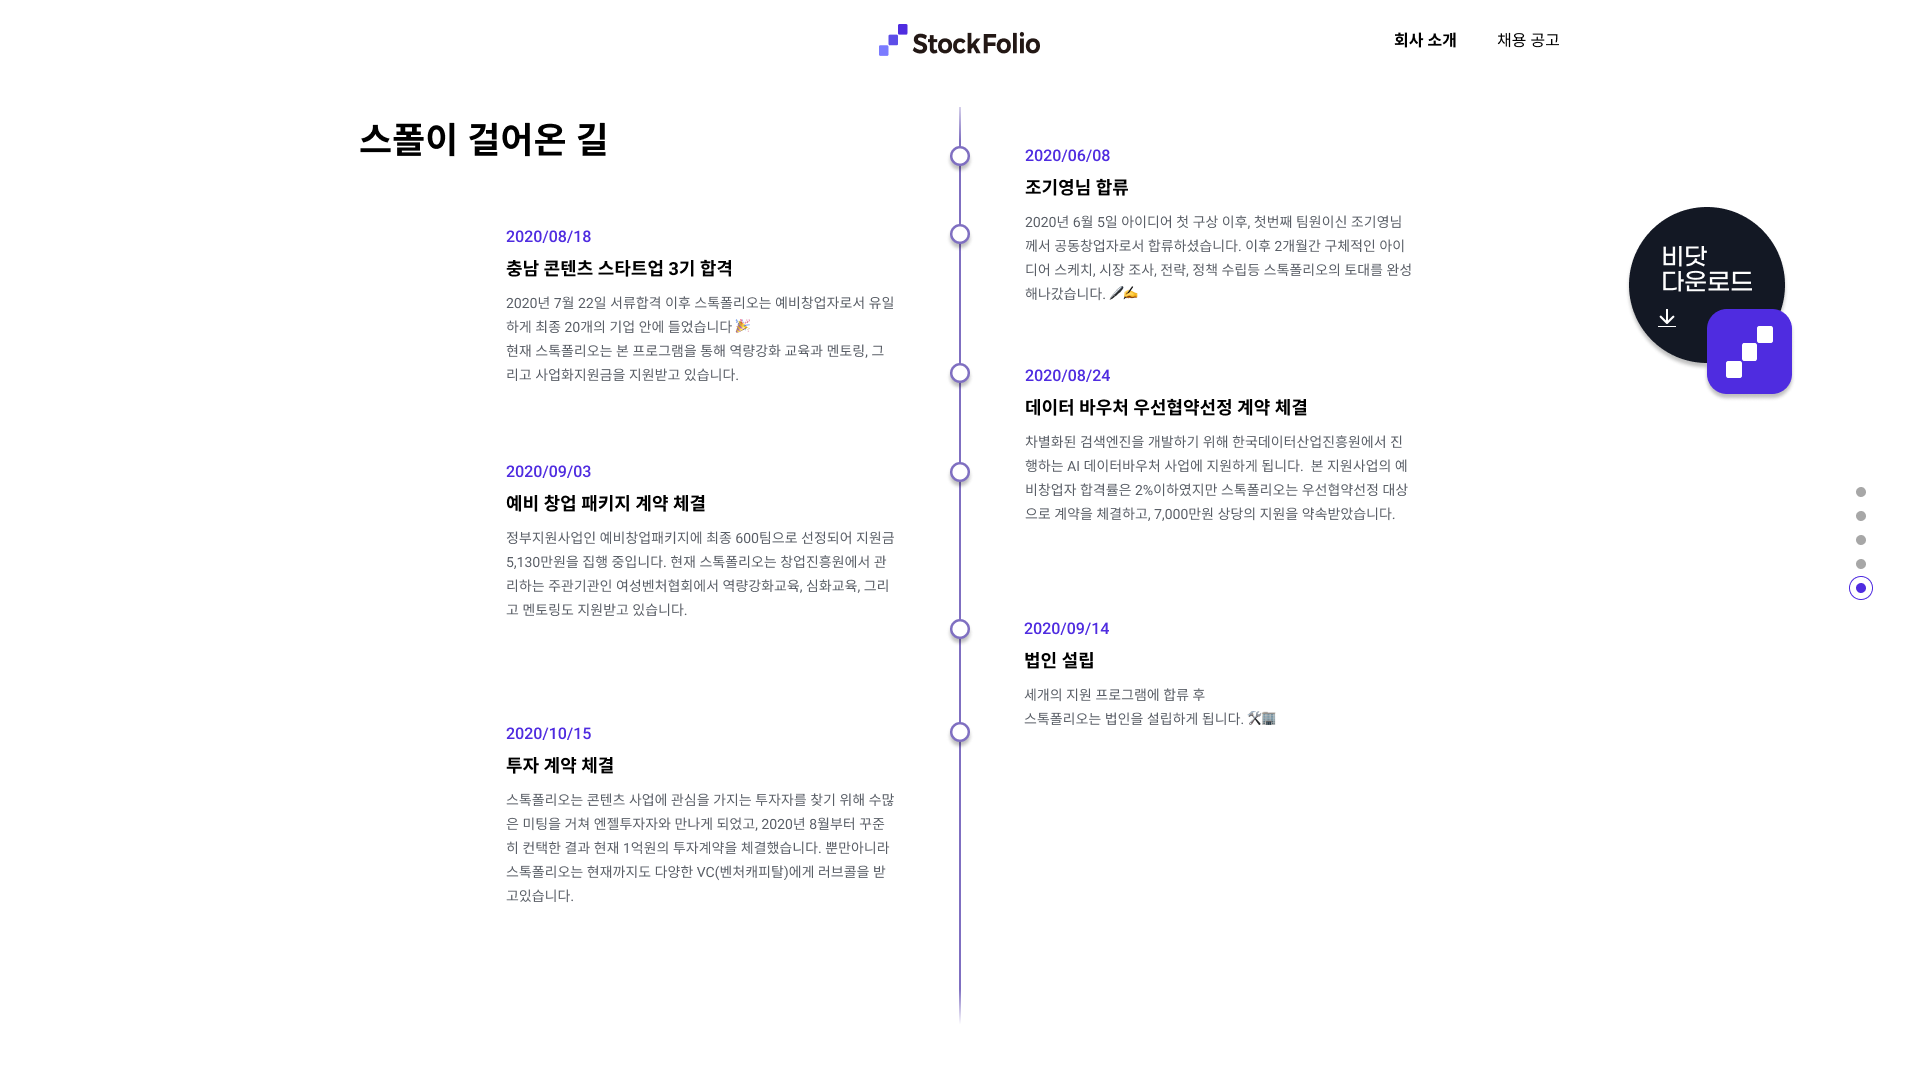 StockFolio
회사 소개
채용 공고
스폴이 걸어온 길
2020/06/08
조기영님 합류
2020년 6월 5일 아이디어 첫 구상 이후, 첫번째 팀원이신 조기영님
께서 공동창업자로서 합류하셨습니다. 이후 2개월간 구체적인 아이
디어 스케치, 시장 조사, 전략, 정책 수립등 스톡폴리오의 토대를 완성
해나갔습니다. 🖋✍
2020/08/18
충남 콘텐츠 스타트업 3기 합격
2020년 7월 22일 서류합격 이후 스톡폴리오는 예비창업자로서 유일
하게 최종 20개의 기업 안에 들었습니다🎉
현재 스톡폴리오는 본 프로그램을 통해 역량강화 교육과 멘토링, 그
리고 사업화지원금을 지원받고 있습니다.
2020/08/24
데이터 바우처 우선협약선정 계약 체결
차별화된 검색엔진을 개발하기 위해 한국데이터산업진흥원에서 진
행하는 AI 데이터바우처 사업에 지원하게 됩니다.  본 지원사업의 예
비창업자 합격률은 2%이하였지만 스톡폴리오는 우선협약선정 대상
으로 계약을 체결하고, 7,000만원 상당의 지원을 약속받았습니다.
2020/09/03
예비 창업 패키지 계약 체결
정부지원사업인 예비창업패키지에 최종 600팀으로 선정되어 지원금
5,130만원을 집행 중입니다. 현재 스톡폴리오는 창업진흥원에서 관
리하는 주관기관인 여성벤처협회에서 역량강화교육, 심화교육, 그리
고 멘토링도 지원받고 있습니다.
2020/09/14
법인 설립
세개의 지원 프로그램에 합류 후
스톡폴리오는 법인을 설립하게 됩니다. 🛠🏢
2020/10/15
투자 계약 체결
스톡폴리오는 콘텐츠 사업에 관심을 가지는 투자자를 찾기 위해 수많
은 미팅을 거쳐 엔젤투자자와 만나게 되었고, 2020년 8월부터 꾸준
히 컨택한 결과 현재 1억원의 투자계약을 체결했습니다. 뿐만아니라
스톡폴리오는 현재까지도 다양한 VC(벤처캐피탈)에게 러브콜을 받
고있습니다.
비닷
다운로드